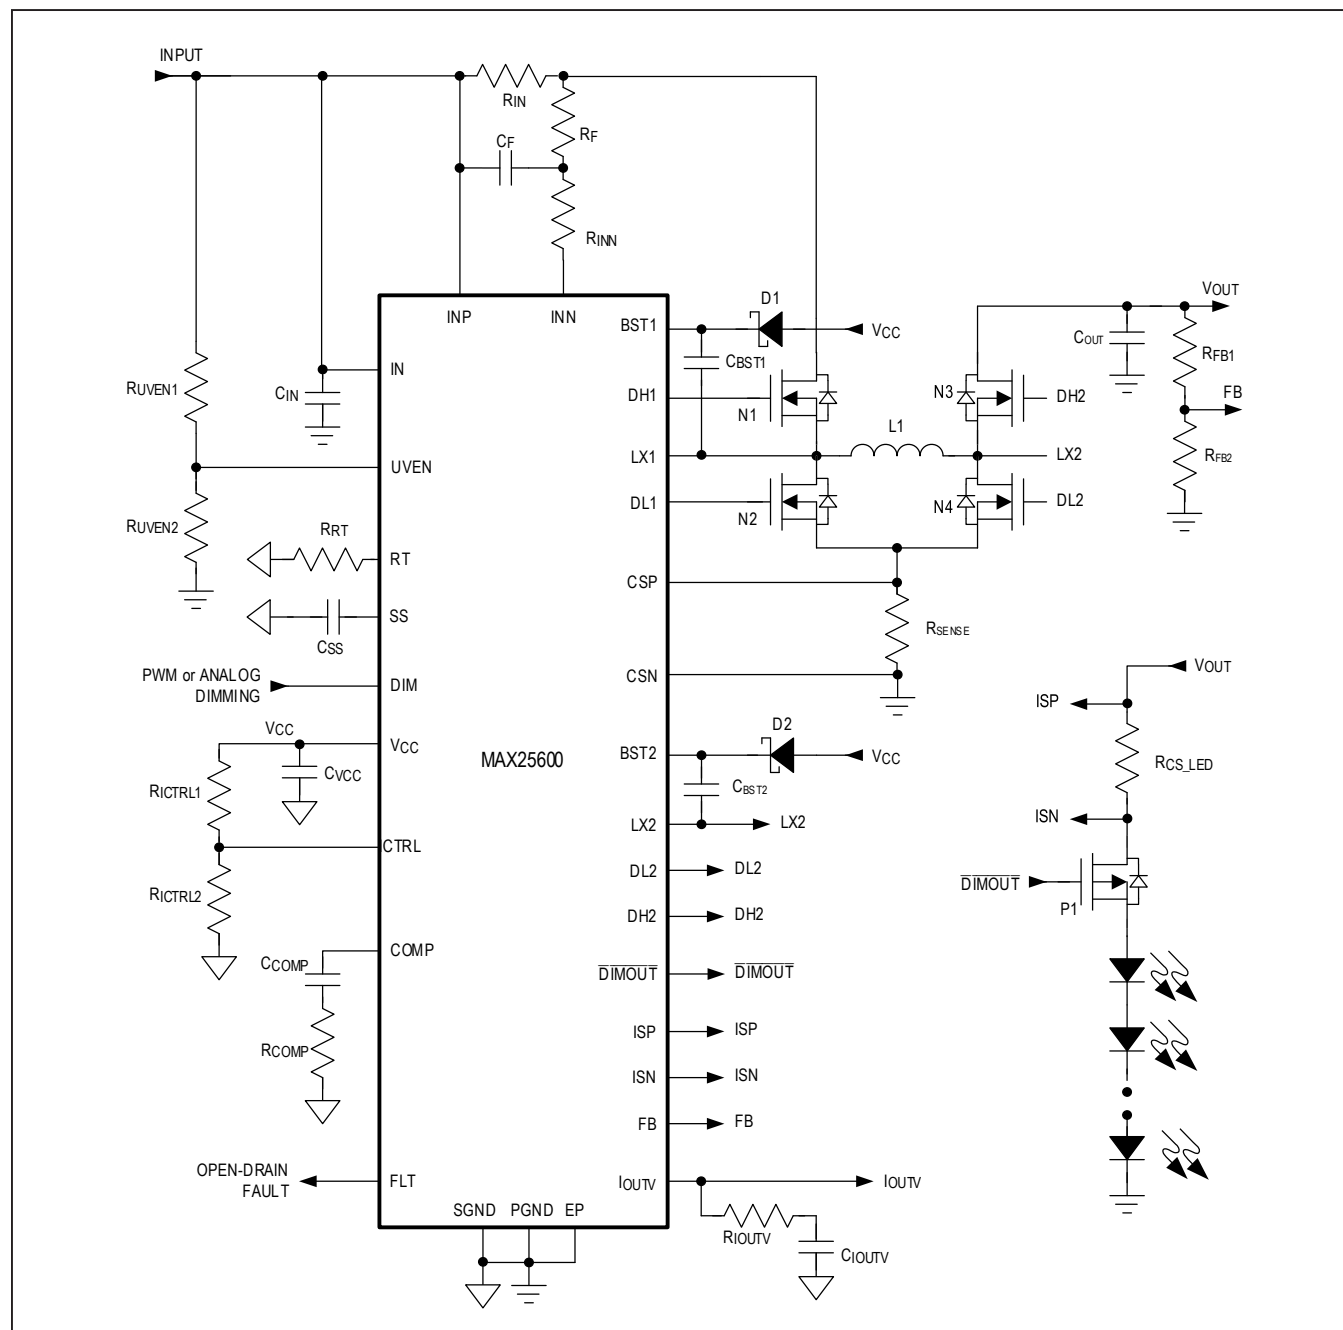 INPUT
RIN
RF
CF
RINN
INP
INN
D1
BST1
VCC
VOUT
COUT
RFB1
CBST1
RUVEN1
CIN
IN
DH1
N1
N3
DH2
FB
L1
LX1
LX2
RFB2
UVEN
DL1
N2
N4
DL2
RUVEN2
RRT
RT
CSP
SS
CSS
RSENSE
PWM or ANALOG
DIMMING
DIM
CSN
VOUT
ISP
VCC
VCC
D2
BST2
VCC
MAX25600
CVCC
RICTRL1
CBST2
RCS_LED
LX2
LX2
ISN
CTRL
DL2
DL2
DIMOUT
RICTRL2
P1
DH2
DH2
COMP
CCOMP
DIMOUT
DIMOUT
RCOMP
ISP
ISP
ISN
ISN
FB
FB
OPEN-DRAIN
FAULT
FLT
IOUTV
IOUTV
SGND
PGND
EP
RIOUTV
CIOUTV